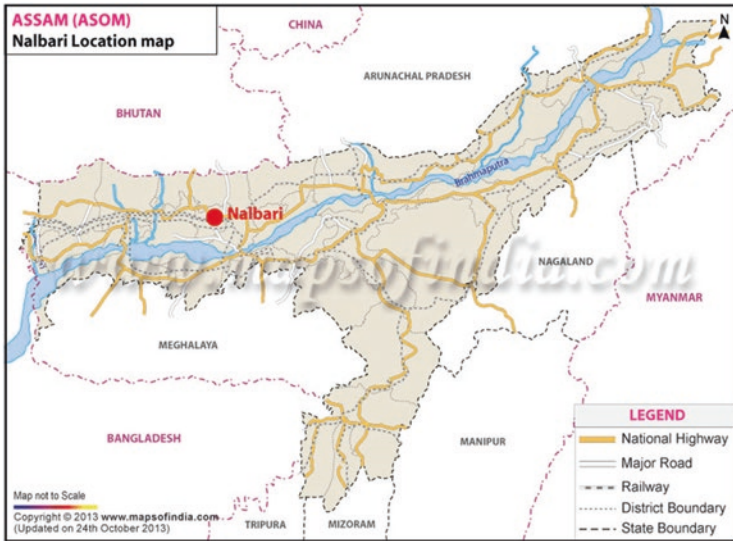 ASSAM (ASOM)
Nalbari Location map
CHINA
N
ARUNACHAL PRADESH
BHUTAN
Brahmaputra
Nalbari
www.mapsofindia.com
NAGALAND
MYANMAR
MEGHALAYA
BANGLADESH
MANIPUR
LEGEND
National Highway
Major Road
Railway
District Boundary
State Boundary
Map not to Scale
Copyright © 2013 www.mapsofindia.com
(Updated on 24th October 2013)
TRIPURA
MIZORAM